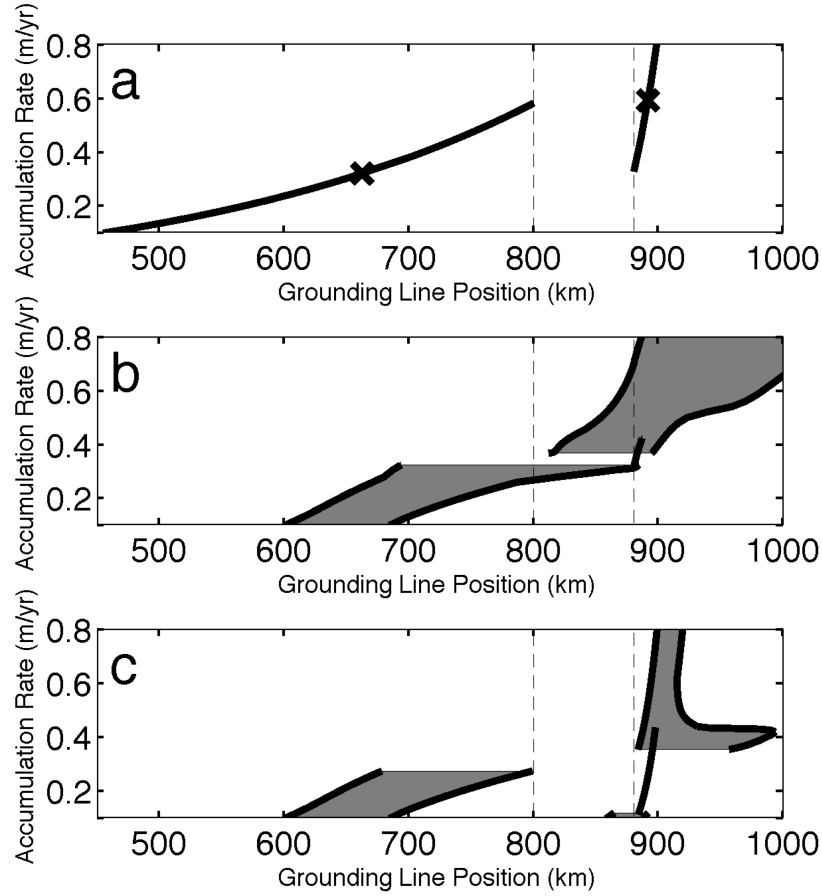 a
Accumulation Rate (m/yr)
0.8
0.6
0.4
0.2
500 600 700 800 900 1000
Grounding Line Position (km)
b
Accumulation Rate (m/yr)
0.8
0.6
0.4
0.2
500 600 700 800 900 1000
Grounding Line Position (km)
c
Accumulation Rate (m/yr)
0.8
0.6
0.4
0.2
500 600 700 800 900 1000
Grounding Line Position (km)